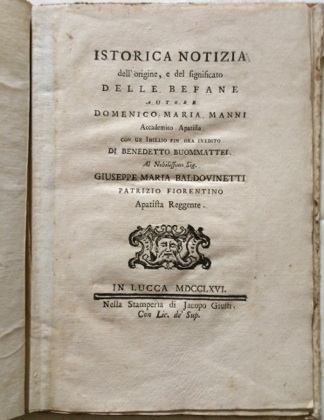 ISTORICA NOTIZIA
dell'origine, e del significato
DELLE BEFANE
AUTORE
DOMENICO MARIA MANNI
Accademico Apatista
CON UN IDILLIO FIN ORA INEDITO
DI BENEDETTO BUOMMATTEI.
Al Nobilissimo Sig.
GIUSEPPE MARIA BALDOVINETTI
PATRIZIO FIORENTINO
Apatista Reggente.
IN LUCCA MDCCLXVI.
Nella Stamperia di Jacopo Giusti
Con Lic. de' Sup.